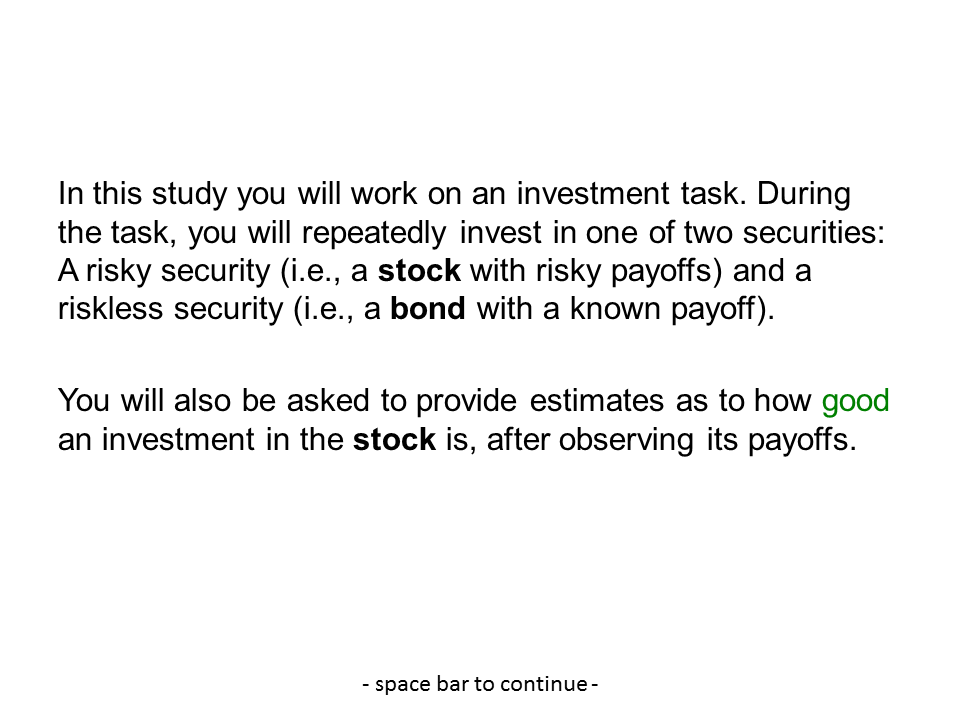 In this study you will work on an investment task. During
the task, you will repeatedly invest in one of two securities:
A risky security (i.e., a stock with risky payoffs) and a
riskless security (i.e., a bond with a known payoff).
You will also be asked to provide estimates as to how good
an investment in the stock is, after observing its payoffs.
- space bar to continue -